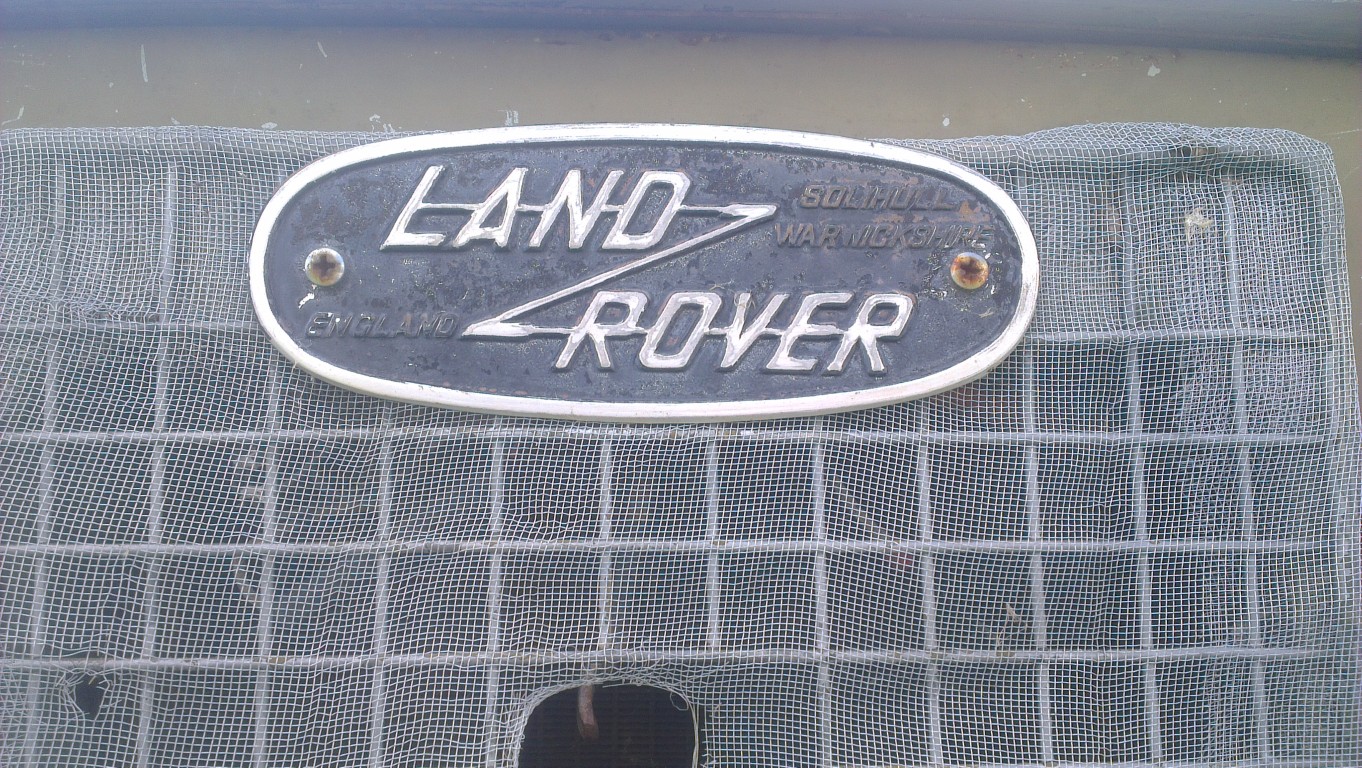 LAND
SOLIHULL
WARWICKSHIRE
ENGLAND
ROVER